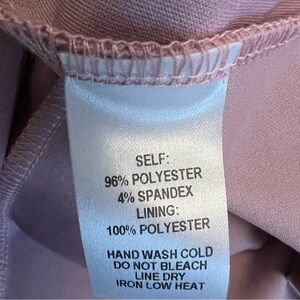 SELF:
96% POLYESTER
4% SPANDEX
LINING:
100% POLYESTER
HAND WASH COLD
DO NOT BLEACH
LINE DRY
IRON LOW HEAT